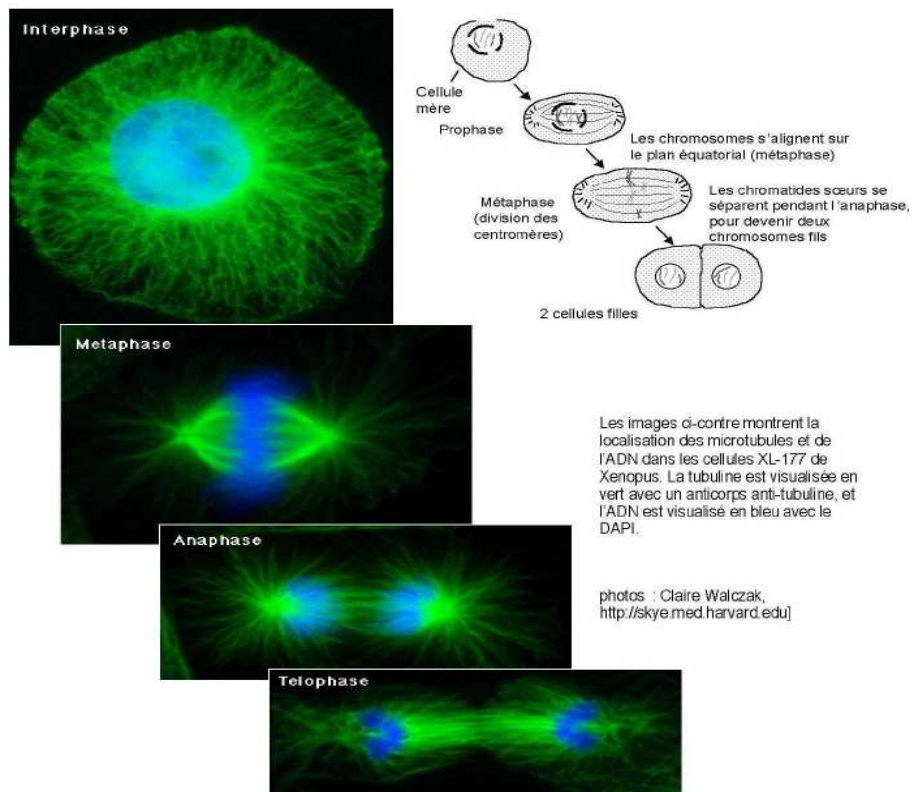 Interphase
Cellule
mère
Prophase
Les chromosomes s'alignent sur
le plan équatorial (métaphase)
Métaphase
(division des
centromères)
Les chromatides sœurs se
séparent pendant l'anaphase,
pour devenir deux
chromosomes fils
2 cellules filles
Metaphase
Les images ci-contre montrent la
localisation des microtubules et de
l'ADN dans les cellules XL-177 de
Xenopus. La tubuline est visualisée en
vert avec un anticorps anti-tubuline, et
l'ADN est visualisé en bleu avec le
DAPI.
Anaphase
photos : Claire Walczak,
http://skye.med.harvard.edu]
Telophase